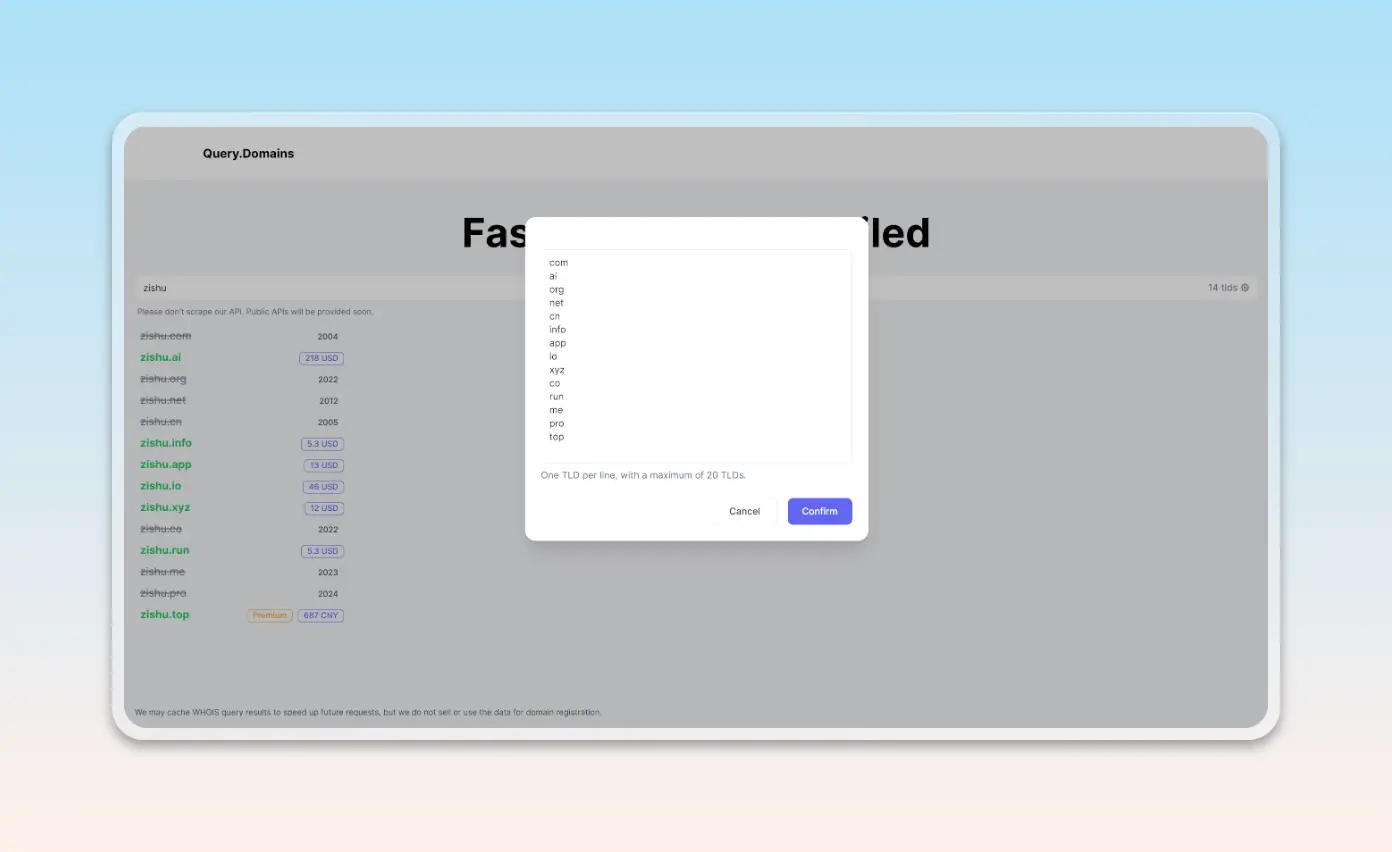 Query.Domains
Fas led
zishu
14 tlds
Please don't scrape our API. Public APIs will be provided soon.
zishu.com 2004
zishu.ai 218 USD
zishu.org 2022
zishu.net 2012
zishu.cn 2005
zishu.info 5.3 USD
zishu.app 13 USD
zishu.io 46 USD
zishu.xyz 12 USD
zishu.co 2022
zishu.run 5.3 USD
zishu.me 2023
zishu.pro 2024
zishu.top Premium 687 CNY
We may cache WHOIS query results to speed up future requests, but we do not sell or use the data for domain registration.
com
ai
org
net
cn
info
app
io
xyz
co
run
me
pro
top
One TLD per line, with a maximum of 20 TLDs.
Cancel Confirm